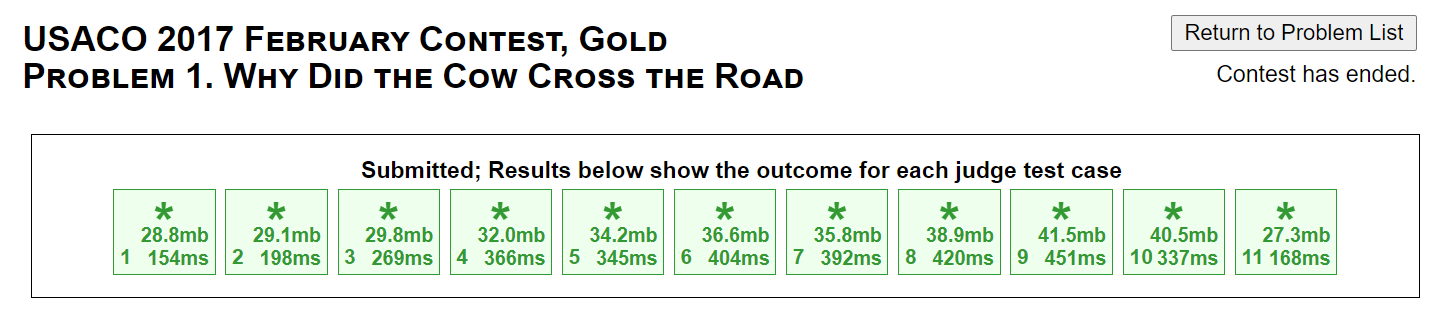 USACO 2017 February Contest, Gold
Problem 1. Why Did the Cow Cross the Road
Return to Problem List
Contest has ended.
Submitted; Results below show the outcome for each judge test case
* * * * * * * * * * *
28.8mb 29.1mb 29.8mb 32.0mb 34.2mb 36.6mb 35.8mb 38.9mb 41.5mb 40.5mb 27.3mb
1 154ms 2 198ms 3 269ms 4 366ms 5 345ms 6 404ms 7 392ms 8 420ms 9 451ms 10 337ms 11 168ms